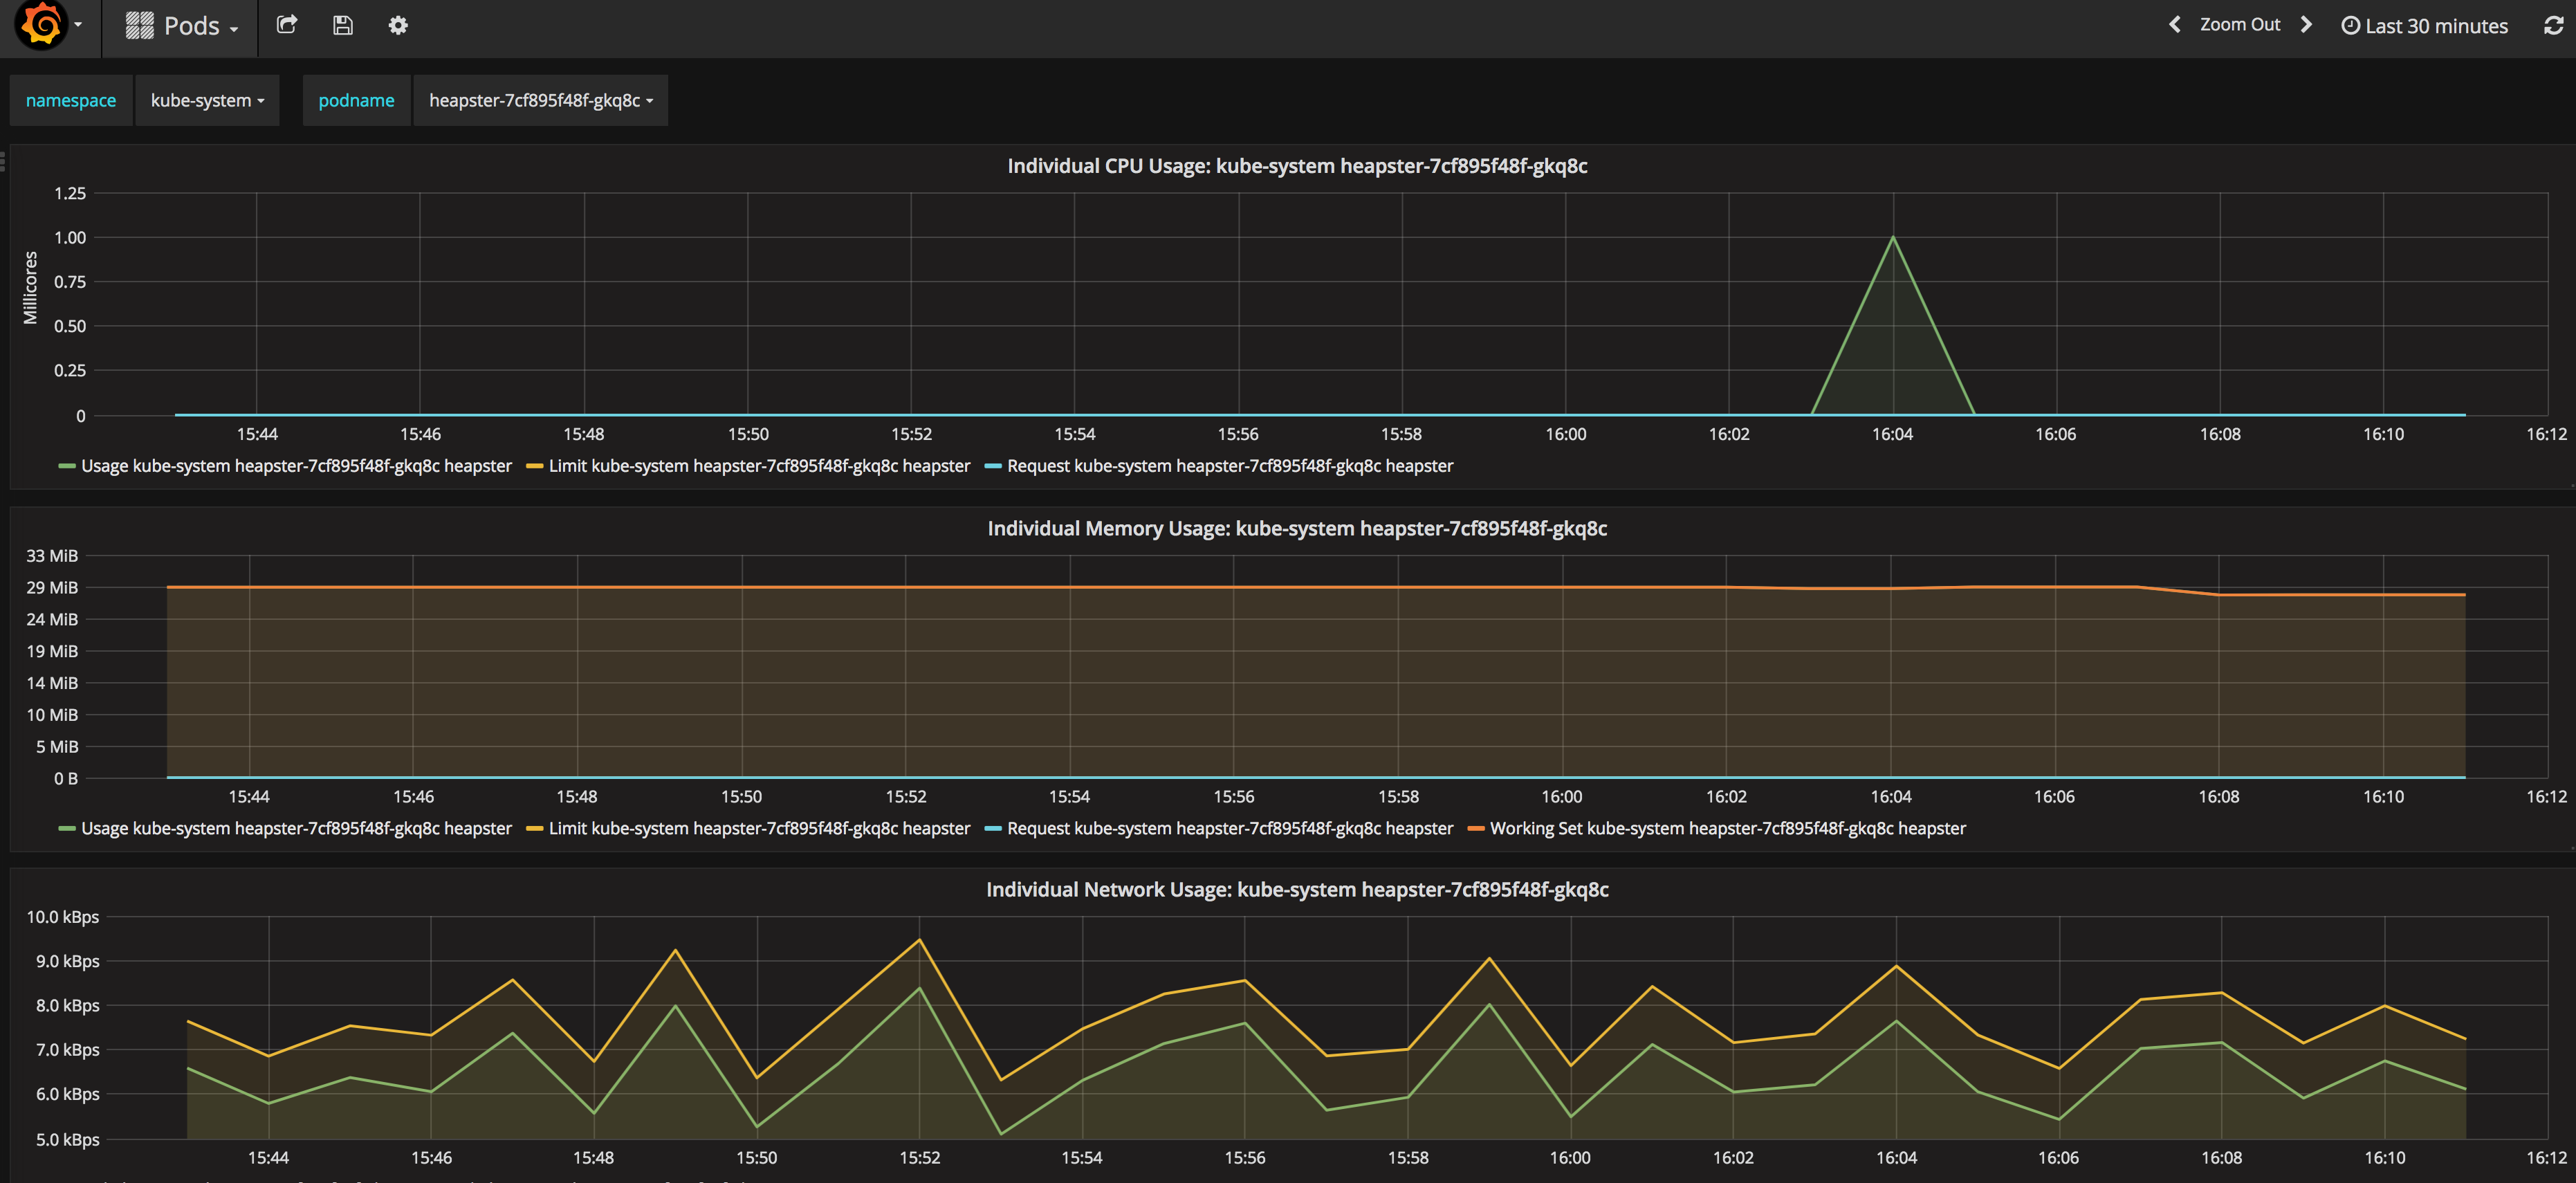 Pods
Zoom Out
Last 30 minutes
namespace kube-system podname heapster-7cf895f48f-gkq8c
Individual CPU Usage: kube-system heapster-7cf895f48f-gkq8c
Millicores
1.25
1.00
0.75
0.50
0.25
0
15:44 15:46 15:48 15:50 15:52 15:54 15:56 15:58 16:00 16:02 16:04 16:06 16:08 16:10 16:12
Usage kube-system heapster-7cf895f48f-gkq8c heapster Limit kube-system heapster-7cf895f48f-gkq8c heapster Request kube-system heapster-7cf895f48f-gkq8c heapster
Individual Memory Usage: kube-system heapster-7cf895f48f-gkq8c
33 MiB
29 MiB
24 MiB
19 MiB
14 MiB
10 MiB
5 MiB
0 B
15:44 15:46 15:48 15:50 15:52 15:54 15:56 15:58 16:00 16:02 16:04 16:06 16:08 16:10 16:12
Usage kube-system heapster-7cf895f48f-gkq8c heapster Limit kube-system heapster-7cf895f48f-gkq8c heapster Request kube-system heapster-7cf895f48f-gkq8c heapster Working Set kube-system heapster-7cf895f48f-gkq8c heapster
Individual Network Usage: kube-system heapster-7cf895f48f-gkq8c
10.0 kBps
9.0 kBps
8.0 kBps
7.0 kBps
6.0 kBps
5.0 kBps
15:44 15:46 15:48 15:50 15:52 15:54 15:56 15:58 16:00 16:02 16:04 16:06 16:08 16:10 16:12